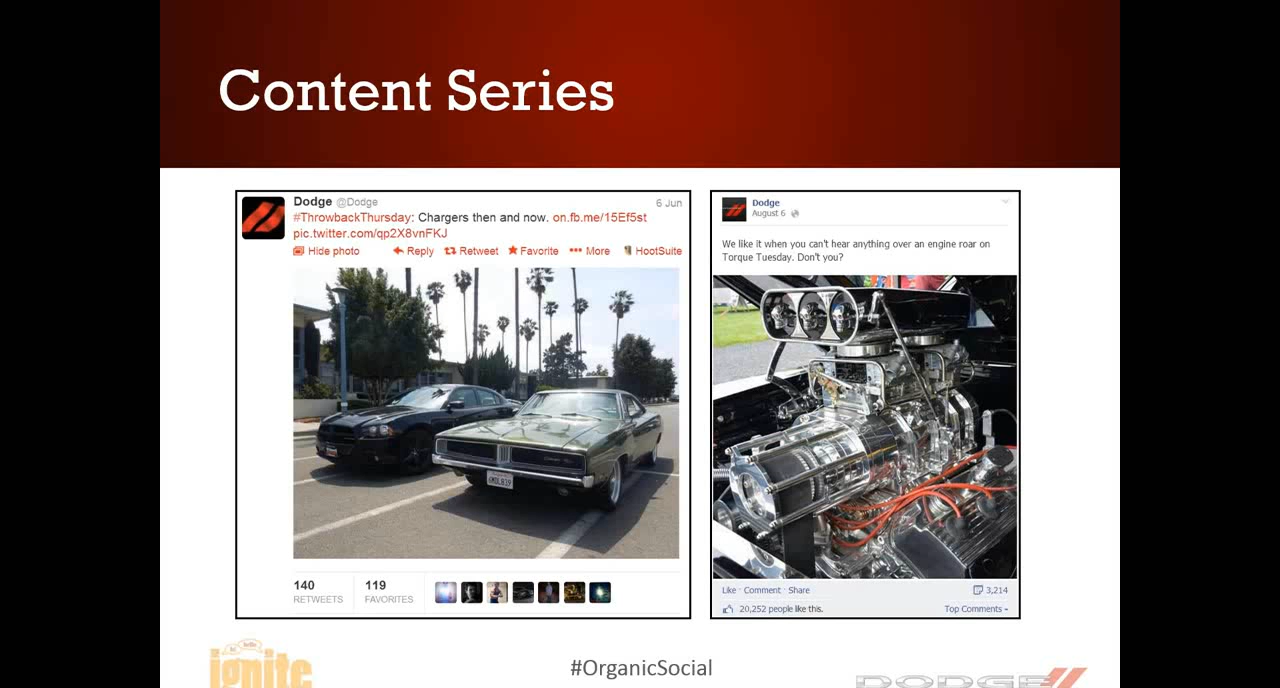 Content Series
Dodge @Dodge
6 Jun
#ThrowbackThursday: Chargers then and now. on.fb.me/15Ef5st
pic.twitter.com/qp2X8vnFKJ
Hide photo Reply Retweet Favorite More HootSuite
140 119
RETWEETS FAVORITES
Dodge
August 6
We like it when you can't hear anything over an engine roar on
Torque Tuesday. Don't you?
Like · Comment · Share
3,214
20,252 people like this.
Top Comments
ignite
#OrganicSocial
DODGE